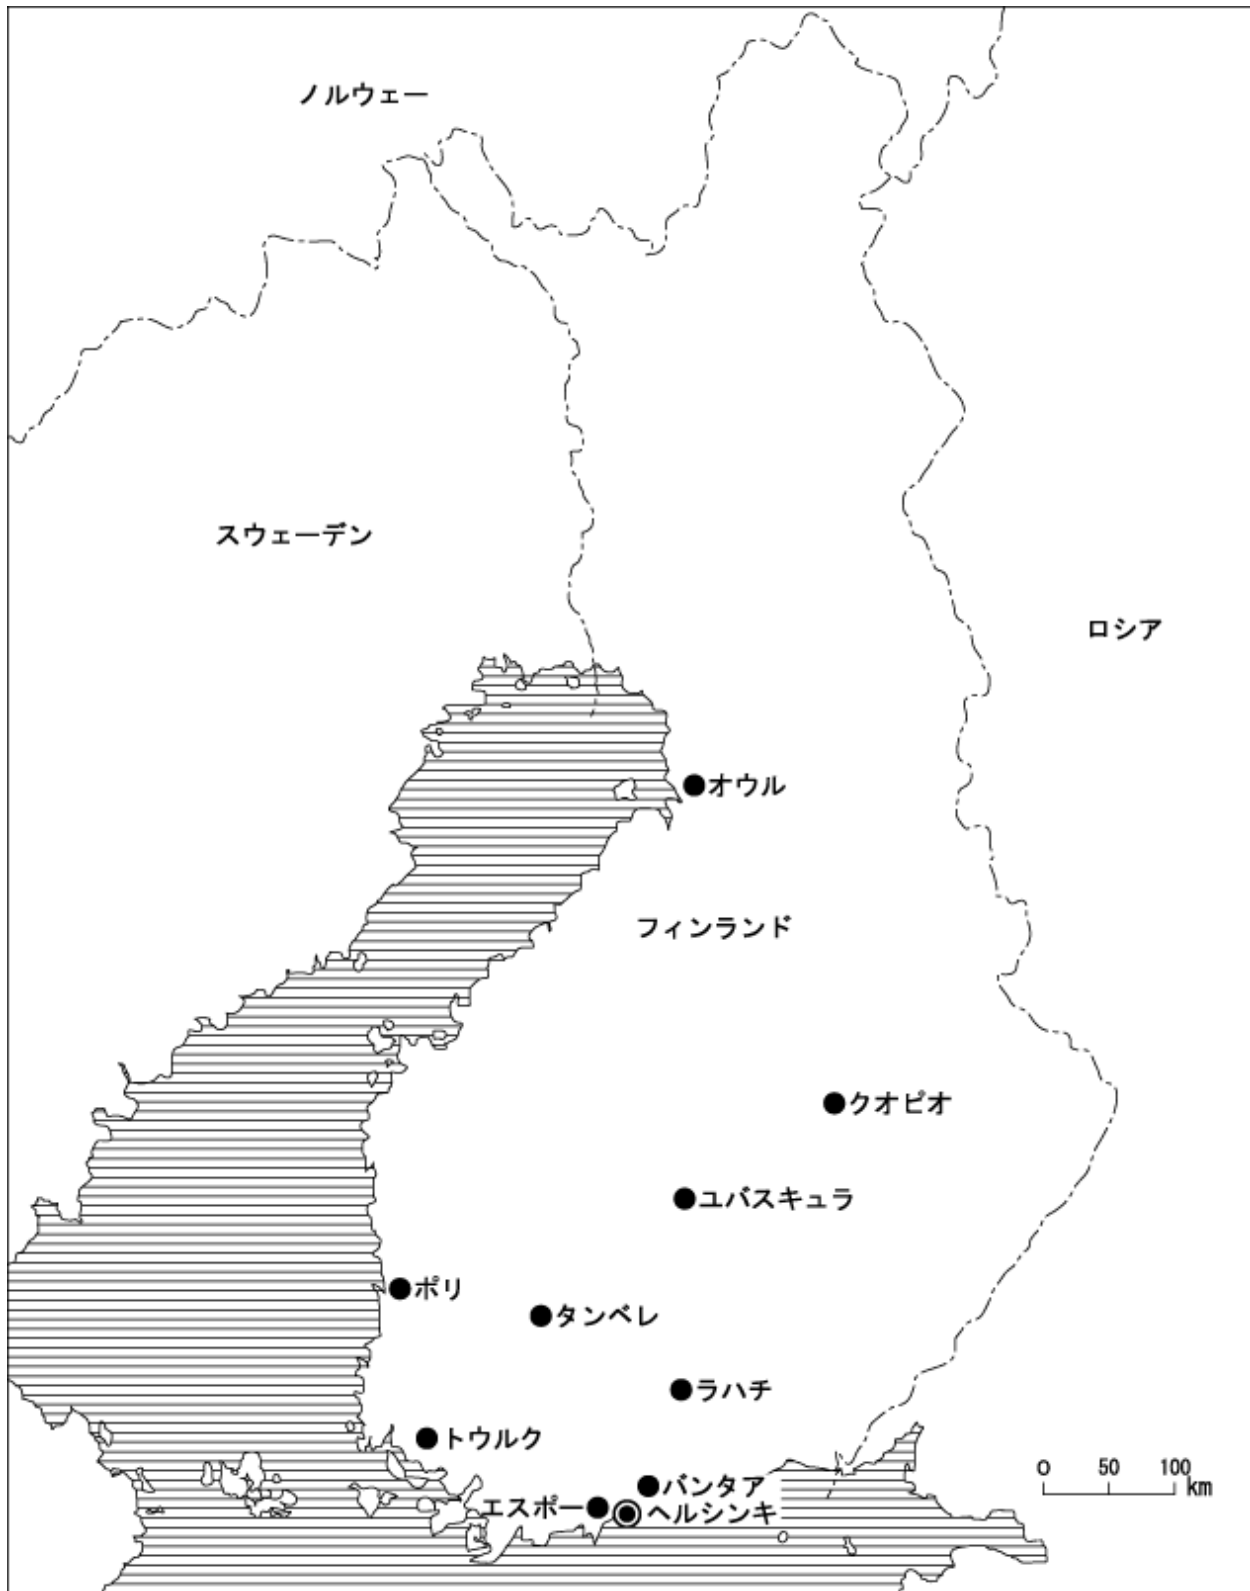 ノルウェー
スウェーデン
ロシア
オウル
フィンランド
クオピオ
ユバスキュラ
ポリ
タンペレ
ラハチ
トウルク
バンタア
エスポー
ヘルシンキ
0 50 100
km